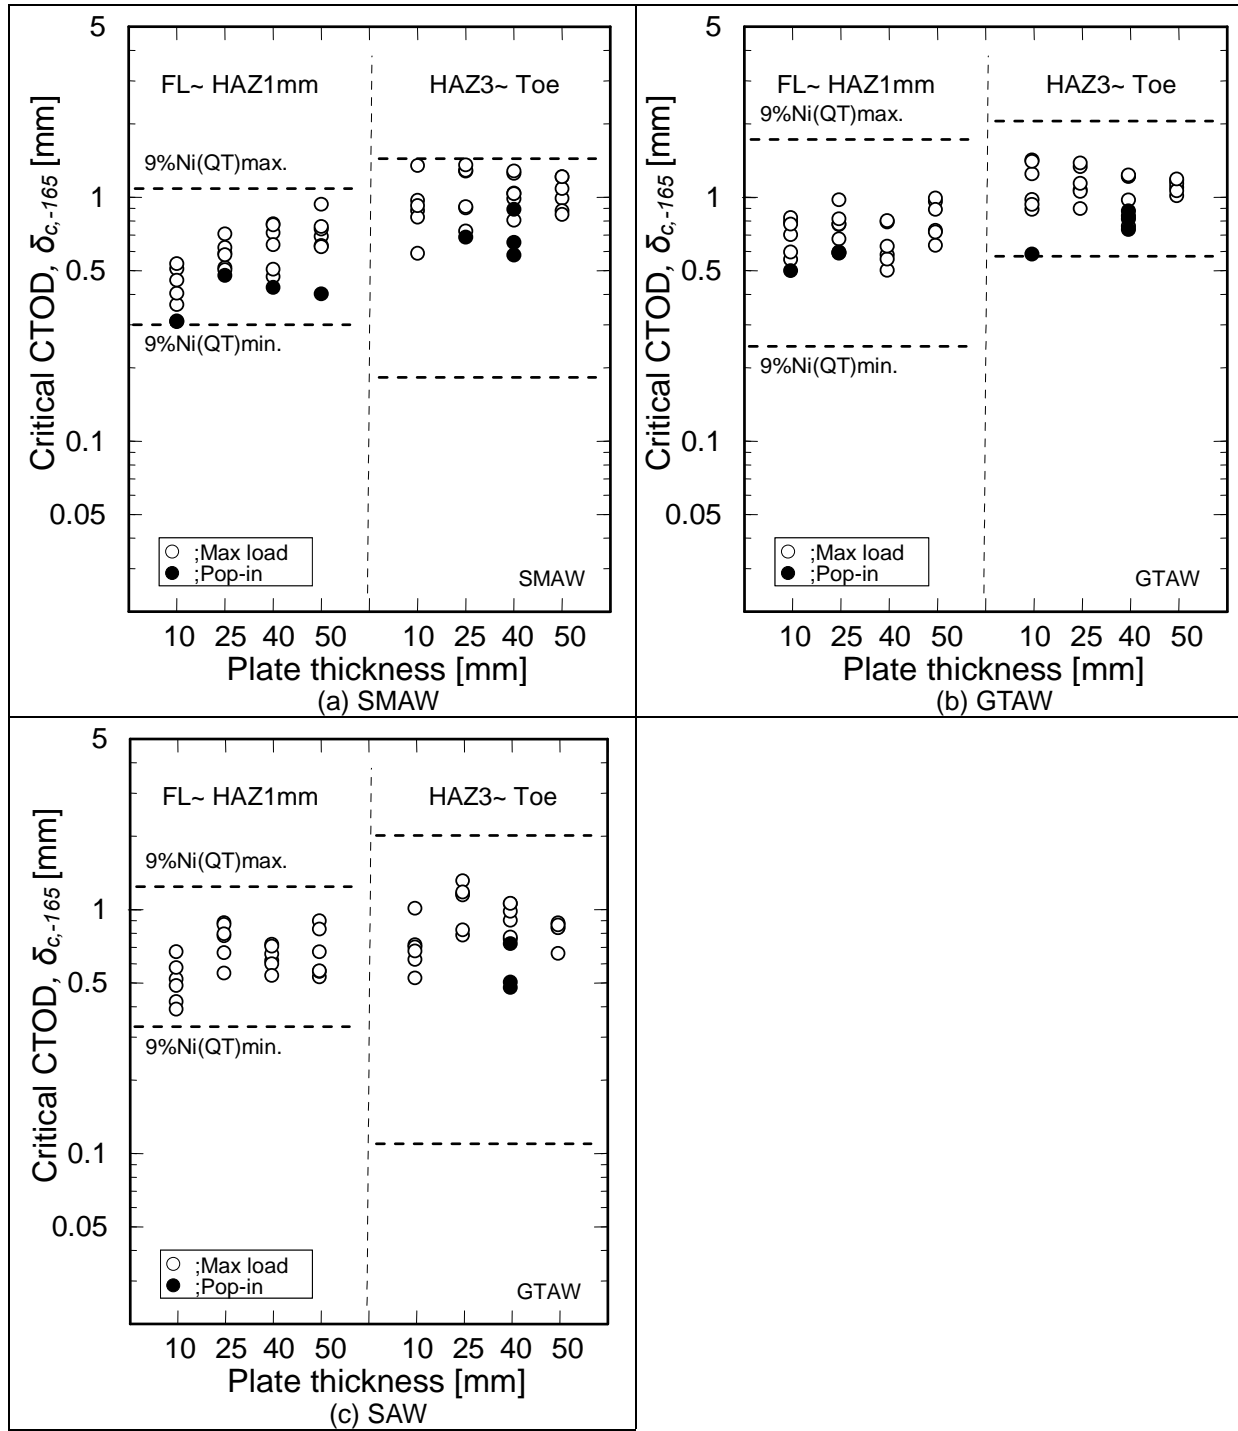 5
FL~ HAZ1mm
HAZ3~ Toe
9%Ni(QT)max.
1
0.5
9%Ni(QT)min.
0.1
0.05
Critical CTOD, δc,-165 [mm]
;Max load
;Pop-in
SMAW
10 25 40 50 10 25 40 50
Plate thickness [mm]
(a) SMAW
5
FL~ HAZ1mm
HAZ3~ Toe
9%Ni(QT)max.
1
0.5
9%Ni(QT)min.
0.1
0.05
Critical CTOD, δc,-165 [mm]
;Max load
;Pop-in
GTAW
10 25 40 50 10 25 40 50
Plate thickness [mm]
(b) GTAW
5
FL~ HAZ1mm
HAZ3~ Toe
9%Ni(QT)max.
1
0.5
9%Ni(QT)min.
0.1
0.05
Critical CTOD, δc,-165 [mm]
;Max load
;Pop-in
GTAW
10 25 40 50 10 25 40 50
Plate thickness [mm]
(c) SAW